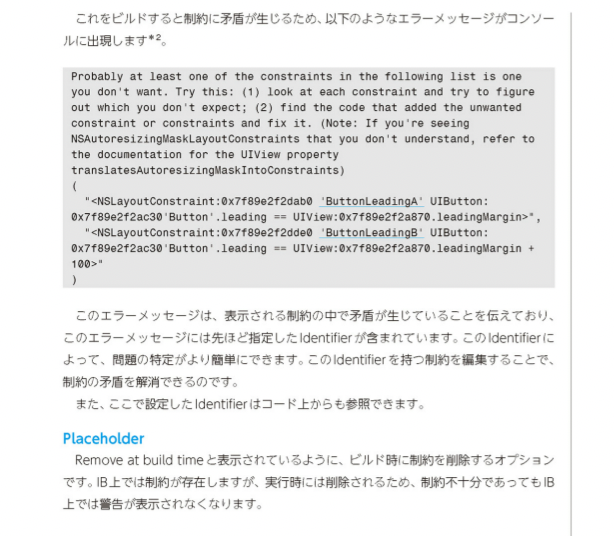 これをビルドすると制約に矛盾が生じるため、以下のようなエラーメッセージがコンソー
ルに出現します*2。
Probably at least one of the constraints in the following list is one
you don't want. Try this: (1) look at each constraint and try to figure
out which you don't expect; (2) find the code that added the unwanted
constraint or constraints and fix it. (Note: If you're seeing
NSAutoresizingMaskLayoutConstraints that you don't understand, refer to
the documentation for the UIView property
translatesAutoresizingMaskIntoConstraints)
(
"<NSLayoutConstraint:0x7f89e2f2dab0 'ButtonLeadingA' UIButton:
0x7f89e2f2ac30'Button'.leading == UIView:0x7f89e2f2a870.leadingMargin>",
"<NSLayoutConstraint:0x7f89e2f2dde0 'ButtonLeadingB' UIButton:
0x7f89e2f2ac30'Button'.leading == UIView:0x7f89e2f2a870.leadingMargin +
100>"
)
このエラーメッセージは、表示される制約の中で矛盾が生じていることを伝えており、
このエラーメッセージには先ほど指定したIdentifierが含まれています。このIdentifierに
よって、問題の特定がより簡単にできます。このIdentifierを持つ制約を編集することで、
制約の矛盾を解消できるのです。
また、ここで設定したIdentifierはコード上からも参照できます。
Placeholder
Remove at build timeと表示されているように、ビルド時に制約を削除するオプション
です。IB上では制約が存在しますが、実行時には削除されるため、制約不十分であってもIB
上では警告が表示されなくなります。